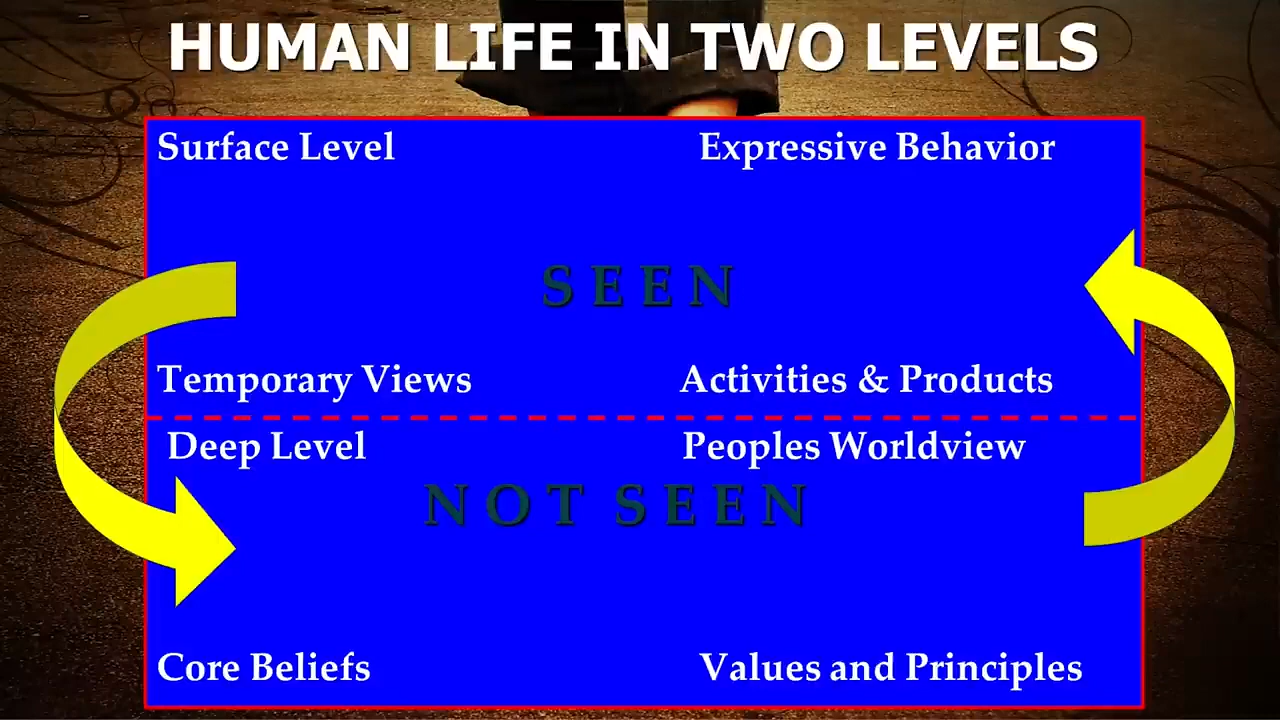 HUMAN LIFE IN TWO LEVELS
Surface Level Expressive Behavior
S E E N
Temporary Views Activities & Products
Deep Level Peoples Worldview
N O T S E E N
Core Beliefs Values and Principles